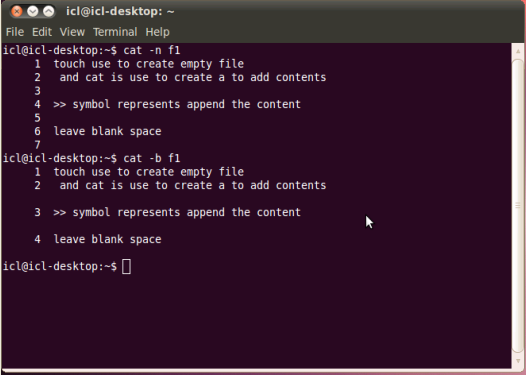 icl@icl-desktop: ~
File Edit View Terminal Help
icl@icl-desktop:~$ cat -n f1
     1  touch use to create empty file
     2   and cat is use to create a to add contents
     3
     4  >> symbol represents append the content
     5
     6  leave blank space
     7
icl@icl-desktop:~$ cat -b f1
     1  touch use to create empty file
     2   and cat is use to create a to add contents

     3  >> symbol represents append the content

     4  leave blank space

icl@icl-desktop:~$